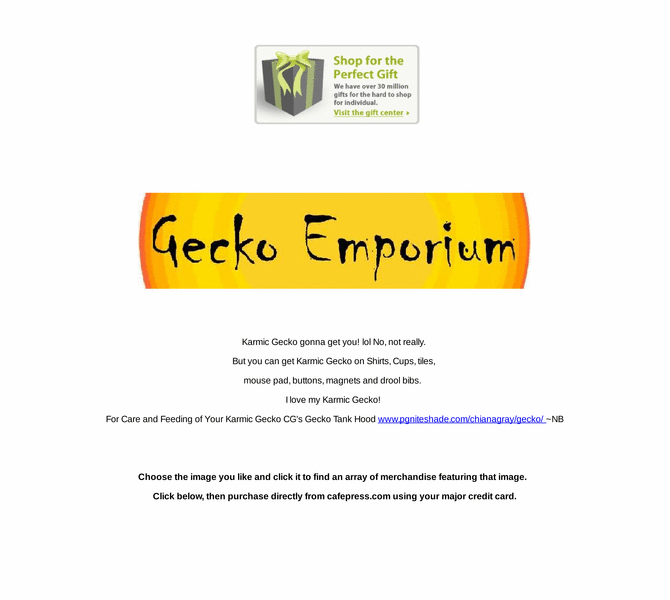 Shop for the
Perfect Gift
We have over 30 million
gifts for the hard to shop
for individual.
Visit the gift center »
Gecko Emporium
Karmic Gecko gonna get you! lol No, not really.
But you can get Karmic Gecko on Shirts, Cups, tiles,
mouse pad, buttons, magnets and drool bibs.
I love my Karmic Gecko!
For Care and Feeding of Your Karmic Gecko CG's Gecko Tank Hood www.pgniteshade.com/chianagray/gecko/ ~NB
Choose the image you like and click it to find an array of merchandise featuring that image.
Click below, then purchase directly from cafepress.com using your major credit card.